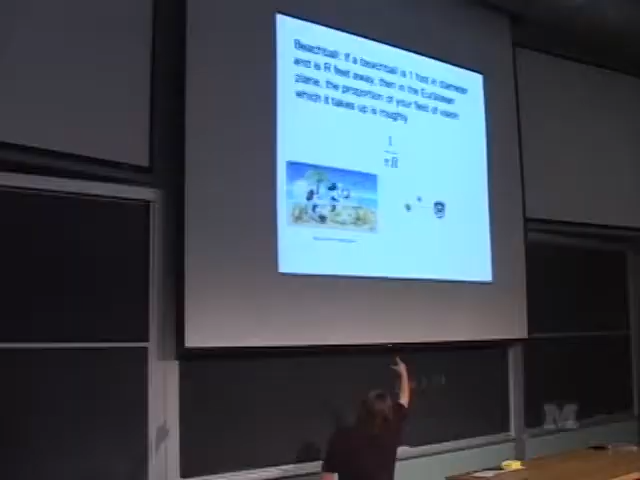 Beachball: If a beachball is 1 foot in diameter
and is R feet away, then in the Euclidean
plane, the proportion of your field of vision
which it takes up is roughly
1
πR
M